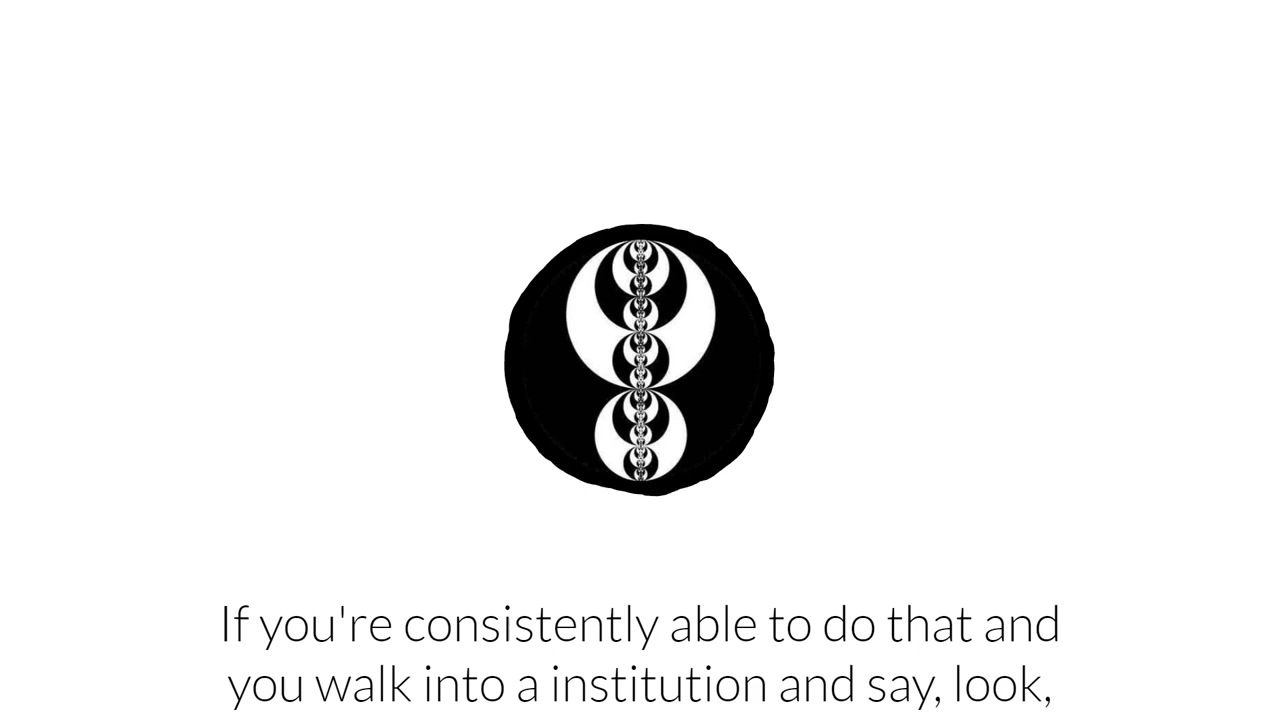 If you're consistently able to do that and
you walk into a institution and say, look,